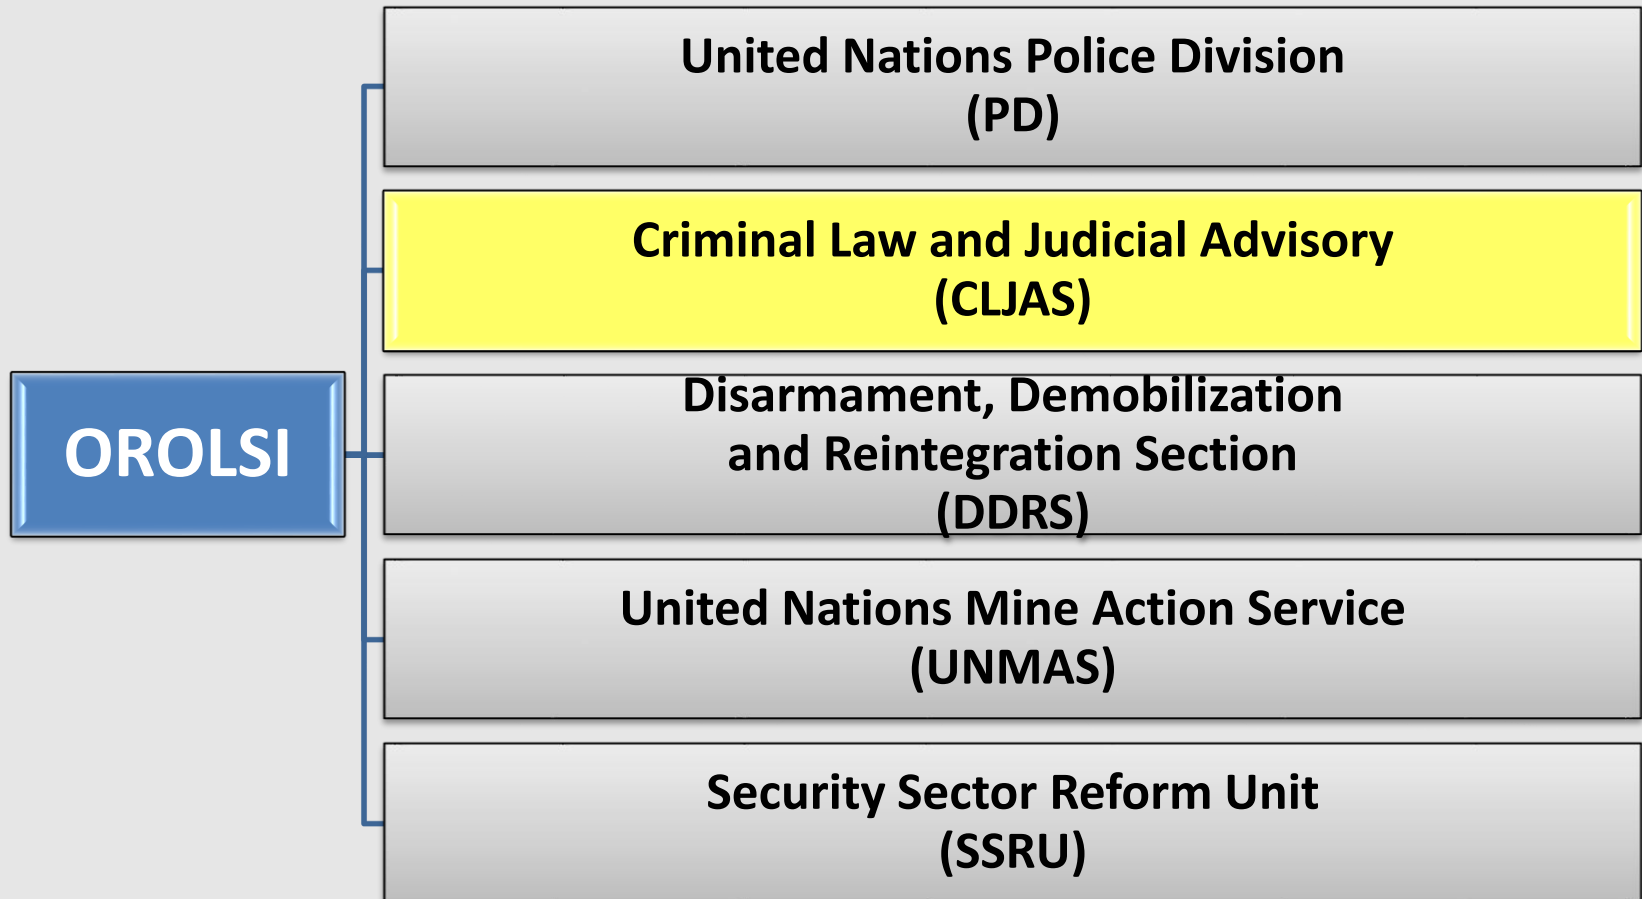 United Nations Police Division
(PD)
Criminal Law and Judicial Advisory
(CLJAS)
OROLSI
Disarmament, Demobilization
and Reintegration Section
(DDRS)
United Nations Mine Action Service
(UNMAS)
Security Sector Reform Unit
(SSRU)